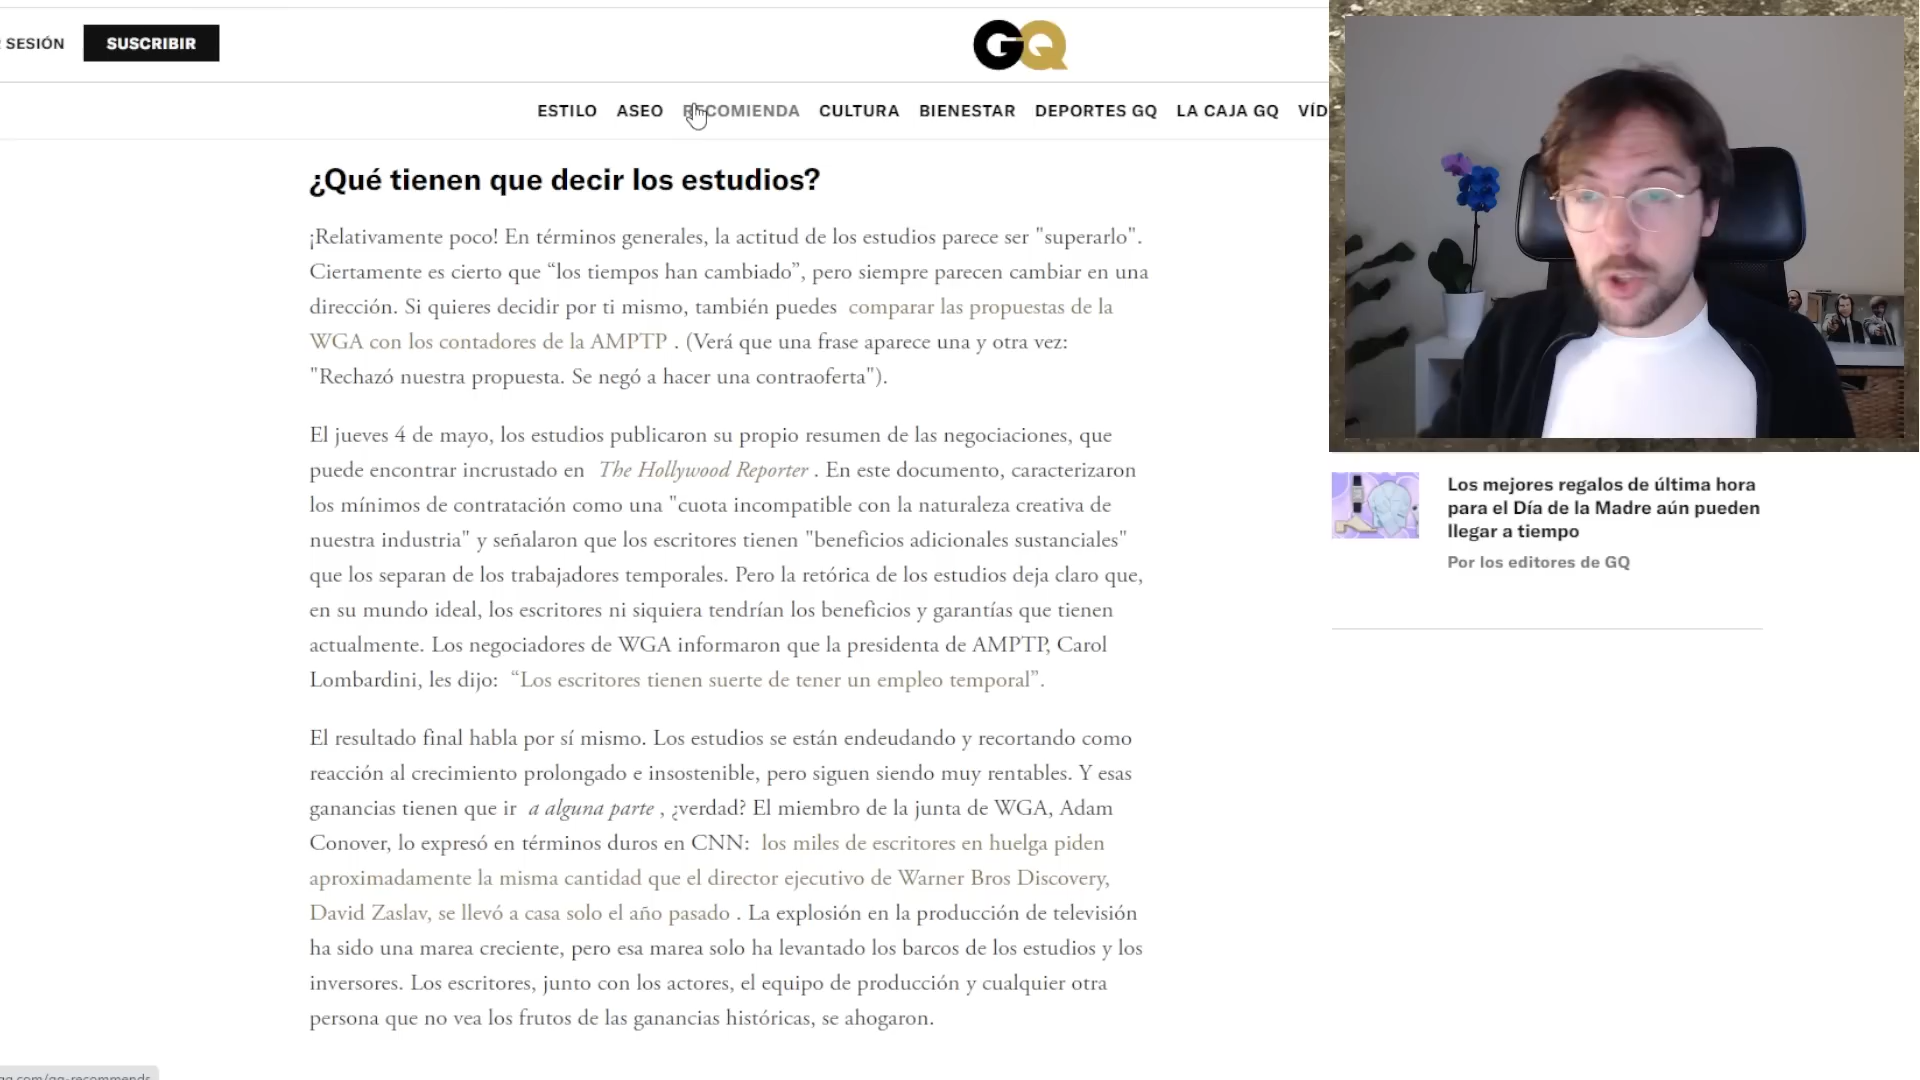 SESIÓN
SUSCRIBIR
GQ
ESTILO ASEO RECOMIENDA CULTURA BIENESTAR DEPORTES GQ LA CAJA GQ VÍD
¿Qué tienen que decir los estudios?
¡Relativamente poco! En términos generales, la actitud de los estudios parece ser "superarlo".
Ciertamente es cierto que “los tiempos han cambiado”, pero siempre parecen cambiar en una
dirección. Si quieres decidir por ti mismo, también puedes comparar las propuestas de la
WGA con los contadores de la AMPTP . (Verá que una frase aparece una y otra vez:
"Rechazó nuestra propuesta. Se negó a hacer una contraoferta").
El jueves 4 de mayo, los estudios publicaron su propio resumen de las negociaciones, que
puede encontrar incrustado en The Hollywood Reporter . En este documento, caracterizaron
los mínimos de contratación como una "cuota incompatible con la naturaleza creativa de
nuestra industria" y señalaron que los escritores tienen "beneficios adicionales sustanciales"
que los separan de los trabajadores temporales. Pero la retórica de los estudios deja claro que,
en su mundo ideal, los escritores ni siquiera tendrían los beneficios y garantías que tienen
actualmente. Los negociadores de WGA informaron que la presidenta de AMPTP, Carol
Lombardini, les dijo: “Los escritores tienen suerte de tener un empleo temporal”.
El resultado final habla por sí mismo. Los estudios se están endeudando y recortando como
reacción al crecimiento prolongado e insostenible, pero siguen siendo muy rentables. Y esas
ganancias tienen que ir a alguna parte , ¿verdad? El miembro de la junta de WGA, Adam
Conover, lo expresó en términos duros en CNN: los miles de escritores en huelga piden
aproximadamente la misma cantidad que el director ejecutivo de Warner Bros Discovery,
David Zaslav, se llevó a casa solo el año pasado . La explosión en la producción de televisión
ha sido una marea creciente, pero esa marea solo ha levantado los barcos de los estudios y los
inversores. Los escritores, junto con los actores, el equipo de producción y cualquier otra
persona que no vea los frutos de las ganancias históricas, se ahogaron.
Los mejores regalos de última hora
para el Día de la Madre aún pueden
llegar a tiempo
Por los editores de GQ